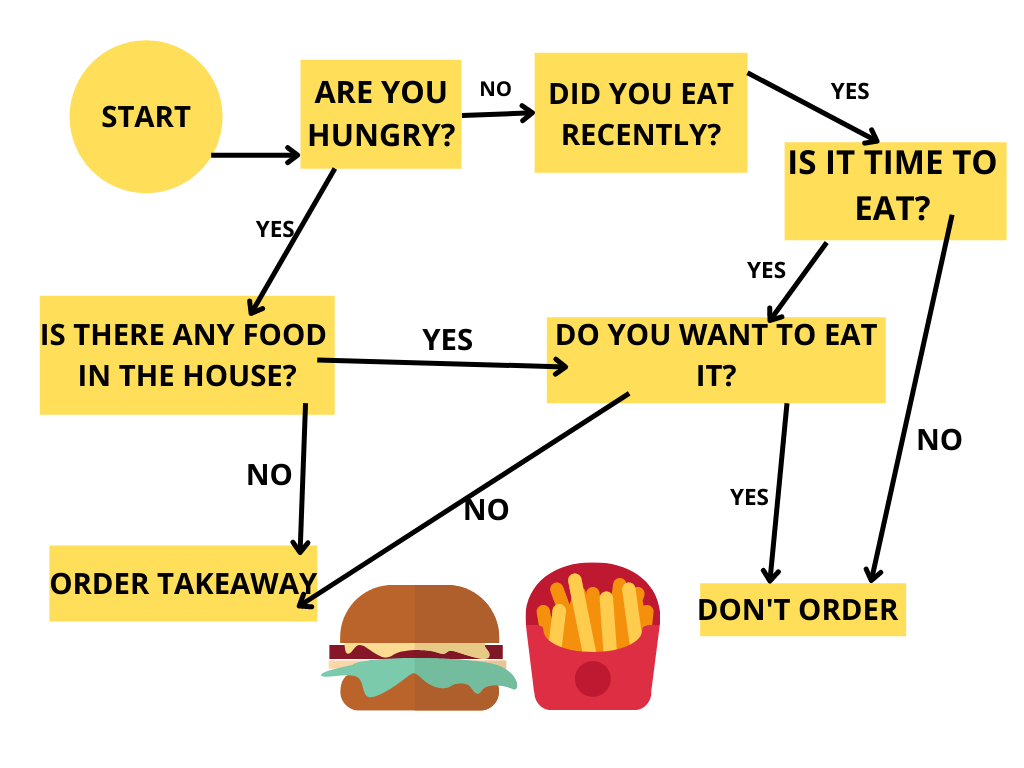 START
ARE YOU
HUNGRY?
NO
DID YOU EAT
RECENTLY?
YES
IS IT TIME TO
EAT?
YES
YES
IS THERE ANY FOOD
IN THE HOUSE?
YES
DO YOU WANT TO EAT
IT?
NO
NO
YES
NO
ORDER TAKEAWAY
DON'T ORDER